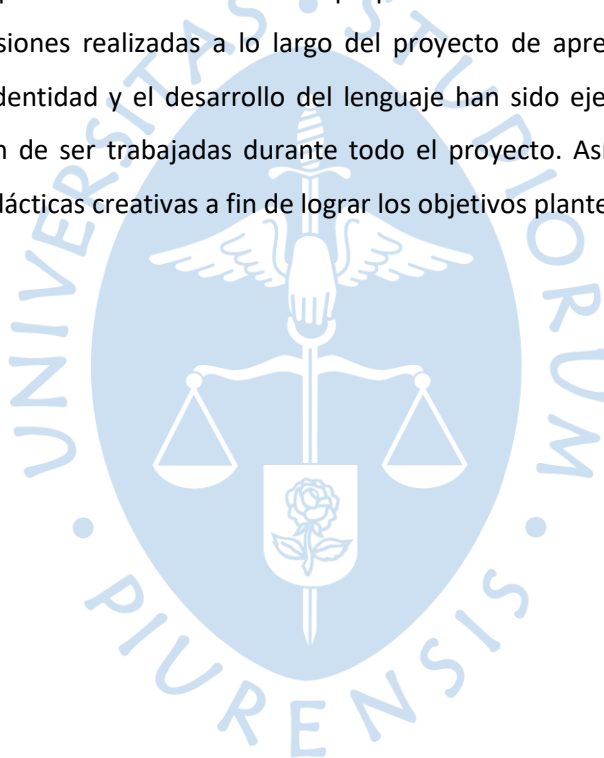 siones realizadas a lo largo del proyecto de apre
dentidad y el desarrollo del lenguaje han sido eje
n de ser trabajadas durante todo el proyecto. Así
lácticas creativas a fin de lograr los objetivos plante
UNIVERSITAS • STUDIORUM • PIURENSIS •